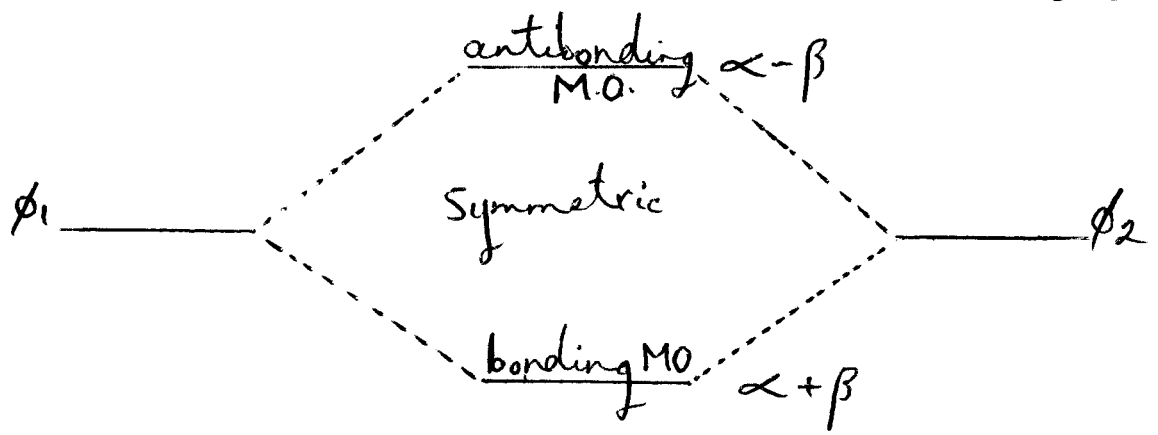 antibonding α-β
M.O.
φ₁ Symmetric φ₂
bonding MO α+β